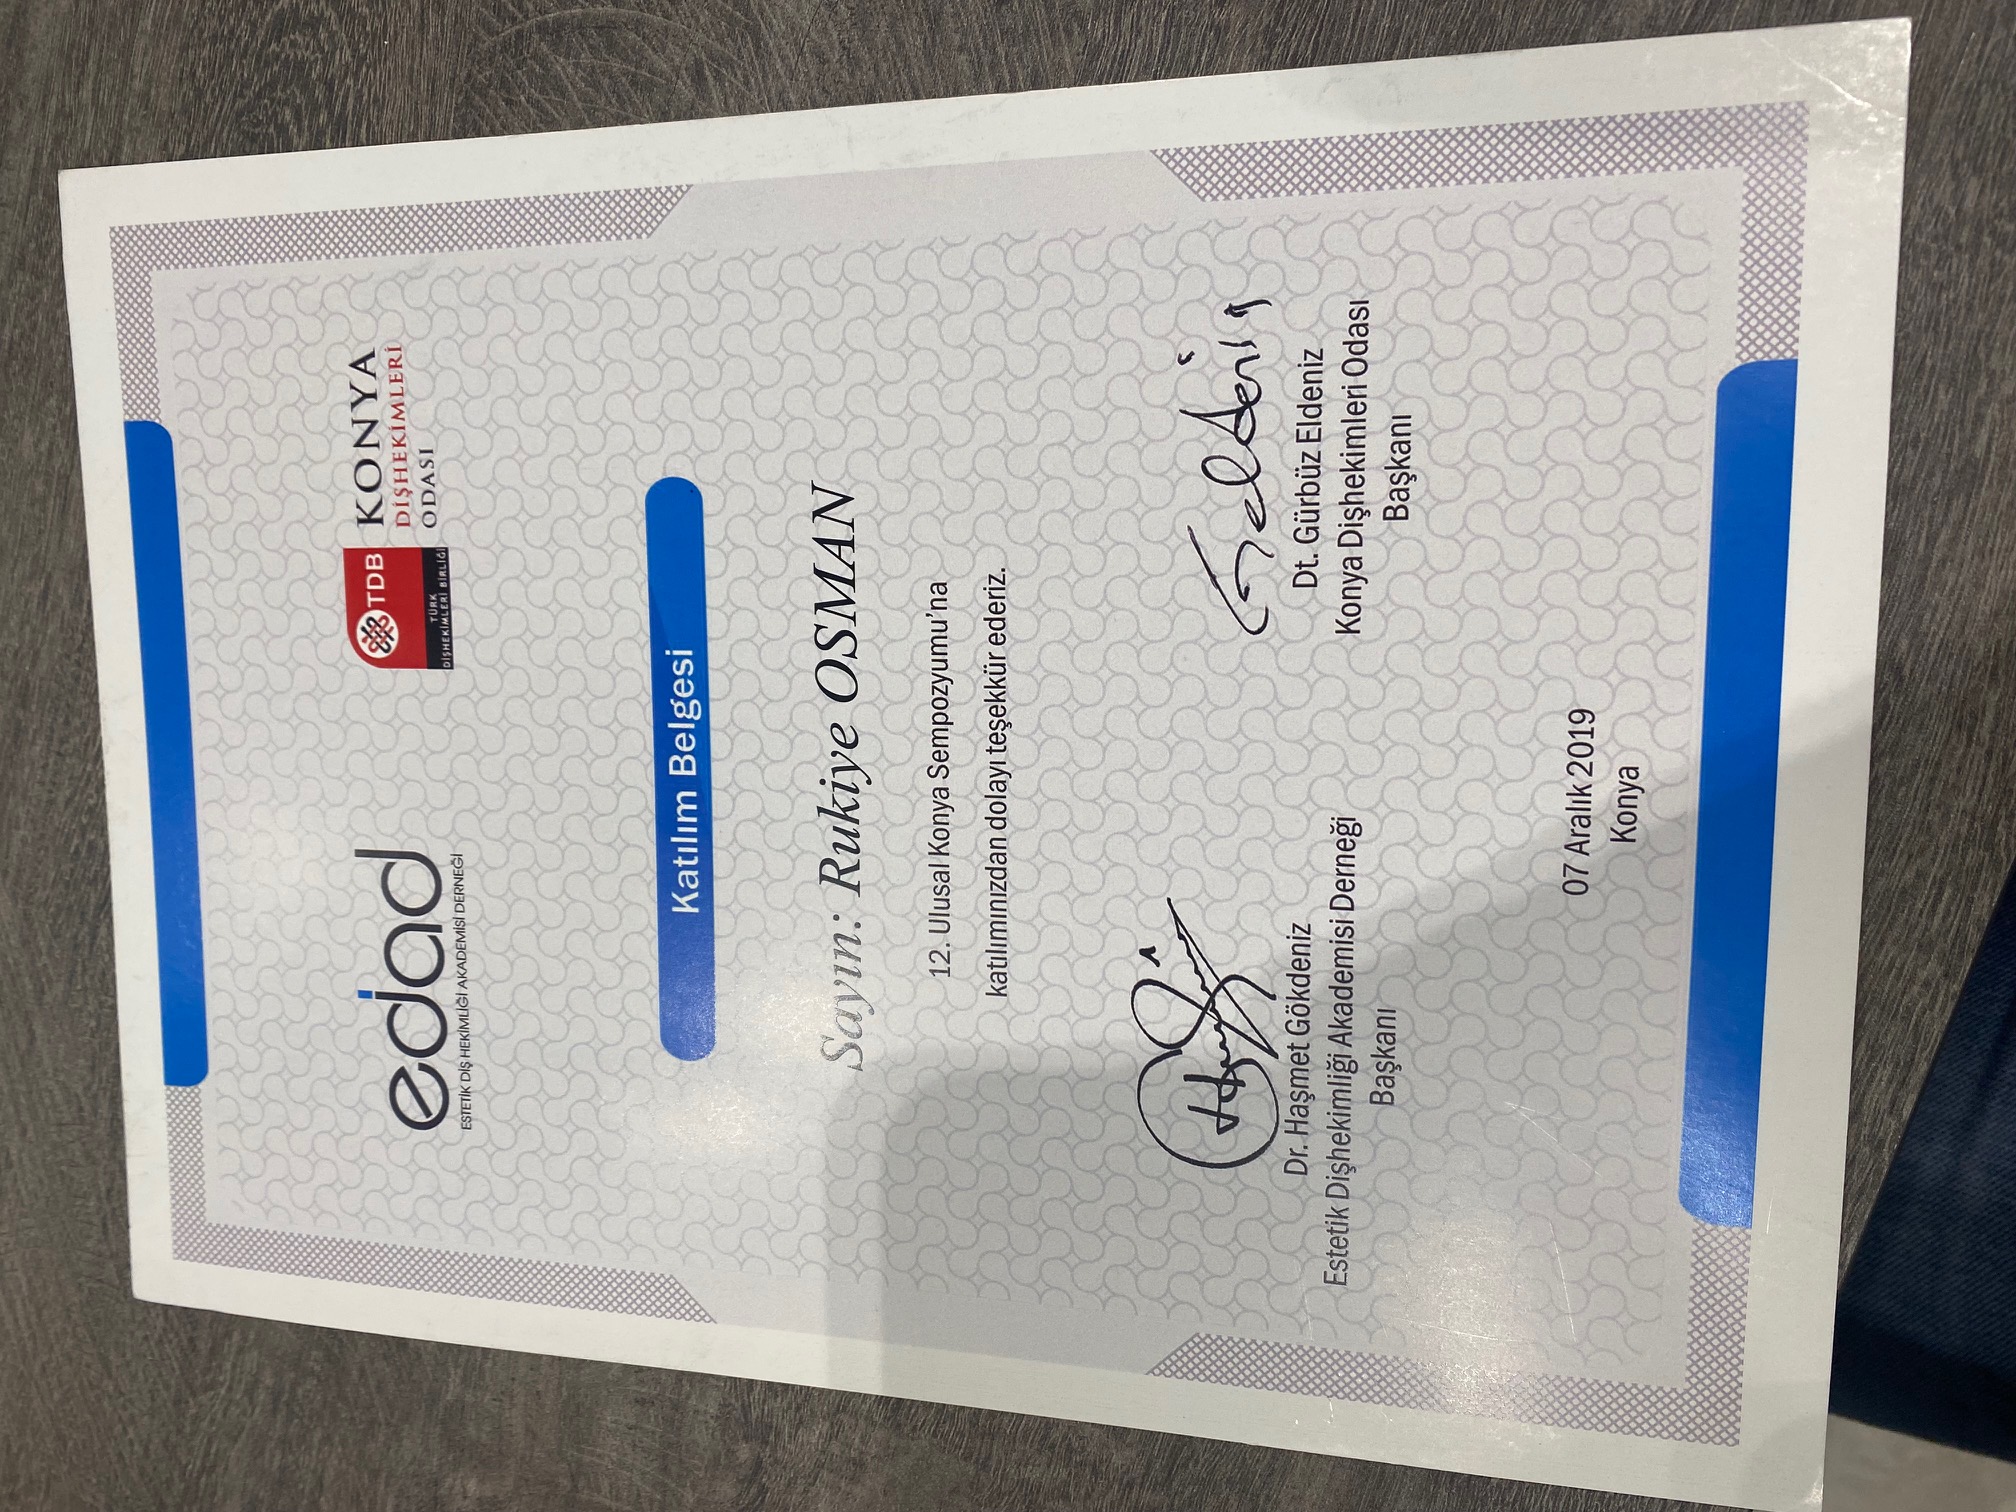 edad
ESTETİK DİŞ HEKİMLİĞİ AKADEMİSİ DERNEĞİ
TDB
TÜRK
DİŞHEKİMLERİ BİRLİĞİ
KONYA
DİŞHEKİMLERİ
ODASI
Katılım Belgesi
Sayın: Rukiye OSMAN
12. Ulusal Konya Sempozyumu'na
katılımınızdan dolayı teşekkür ederiz.
Dr. Haşmet Gökdeniz
Estetik Dişhekimliği Akademisi Derneği
Başkanı
Dt. Gürbüz Eldeniz
Konya Dişhekimleri Odası
Başkanı
07 Aralık 2019
Konya